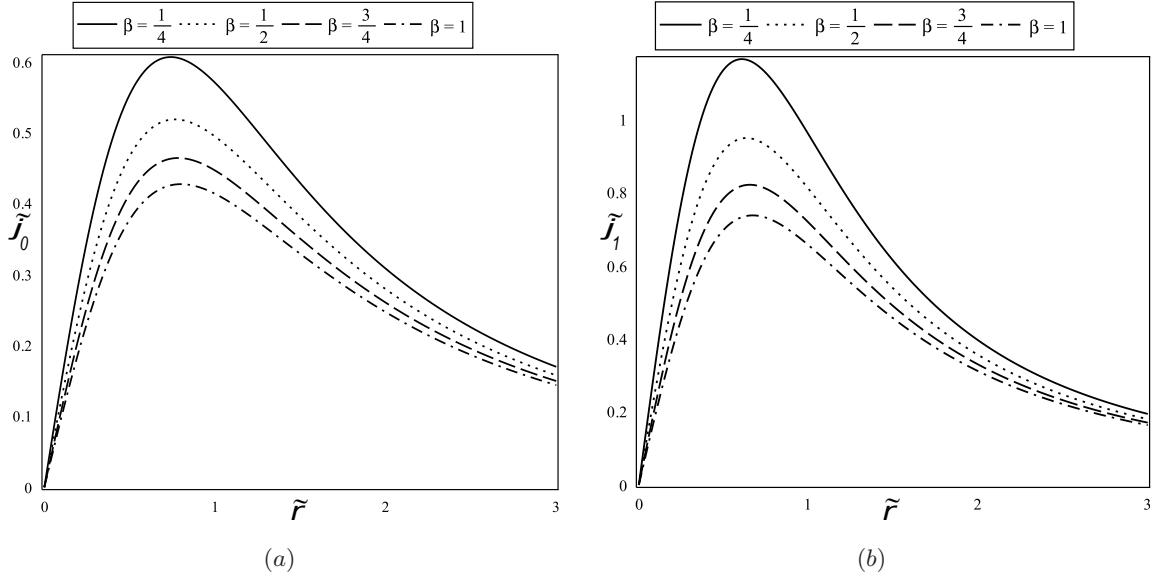 β = 1/4 β = 1/2 β = 3/4 β = 1
0.6
0.5
0.4
j̃₀
0.3
0.2
0.1
0
0 1 2 3
r̃
(a)
β = 1/4 β = 1/2 β = 3/4 β = 1
1
0.8
j̃₁
0.6
0.4
0.2
0
0 1 2 3
r̃
(b)